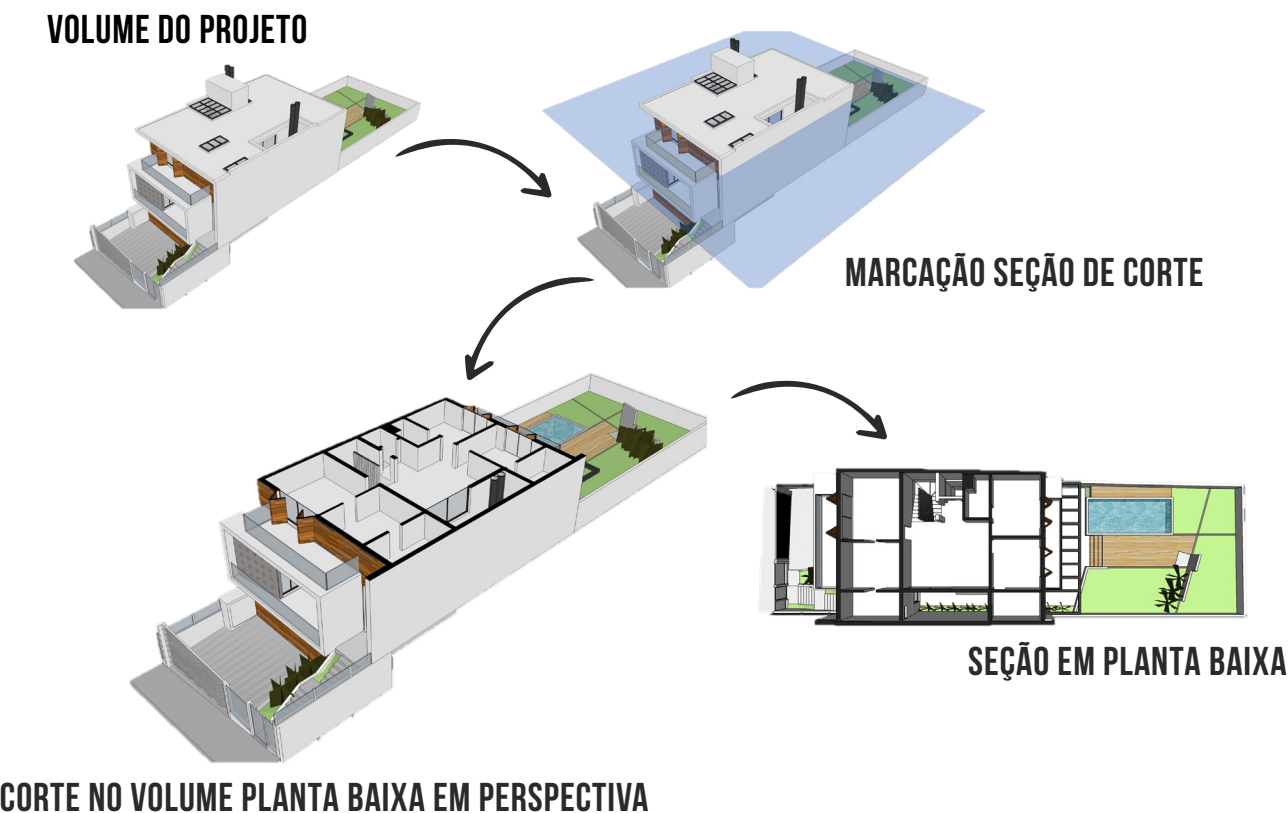 VOLUME DO PROJETO
MARCAÇÃO SEÇÃO DE CORTE
SEÇÃO EM PLANTA BAIXA
CORTE NO VOLUME PLANTA BAIXA EM PERSPECTIVA